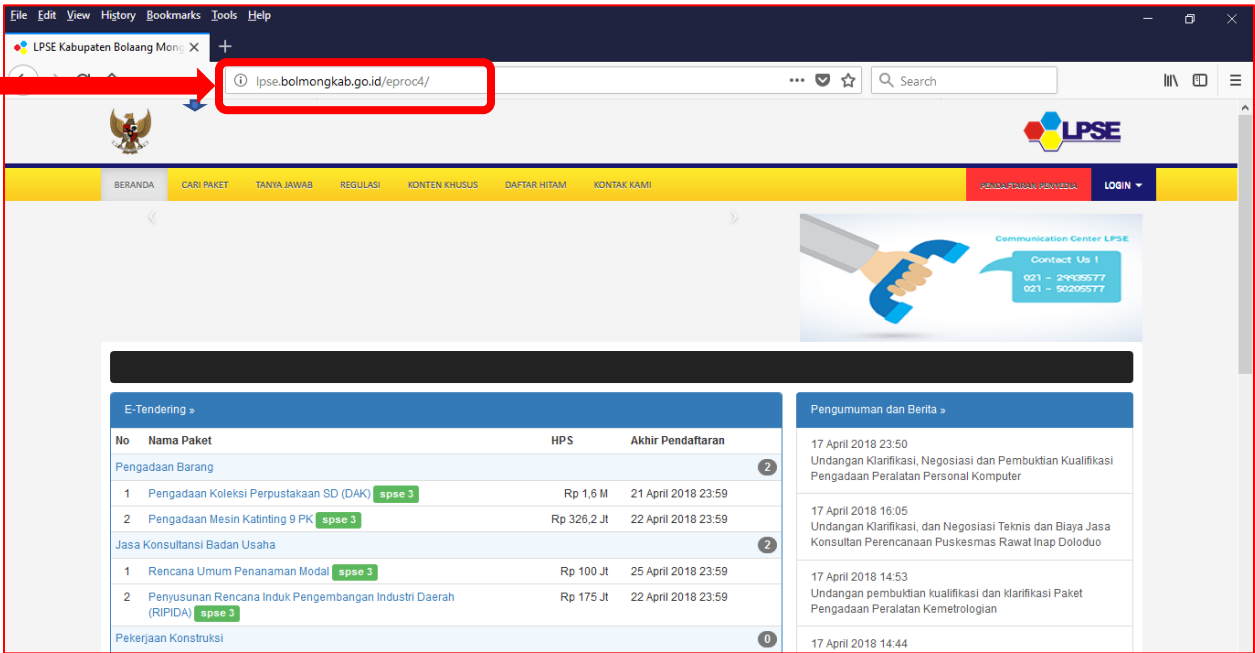 File Edit View History Bookmarks Tools Help
LPSE Kabupaten Bolaang Mong
lpse.bolmongkab.go.id/eproc4/
Search
LPSE
BERANDA CARI PAKET TANYA JAWAB REGULASI KONTEN KHUSUS DAFTAR HITAM KONTAK KAMI PENDAFTARAN PENYEDIA LOGIN
Communication Center LPSE
Contact Us !
021 - 29935577
021 - 50205577
E-Tendering »
No Nama Paket HPS Akhir Pendaftaran
Pengadaan Barang 2
1 Pengadaan Koleksi Perpustakaan SD (DAK) spse 3 Rp 1,6 M 21 April 2018 23:59
2 Pengadaan Mesin Katinting 9 PK spse 3 Rp 326,2 Jt 22 April 2018 23:59
Jasa Konsultansi Badan Usaha 2
1 Rencana Umum Penanaman Modal spse 3 Rp 100 Jt 25 April 2018 23:59
2 Penyusunan Rencana Induk Pengembangan Industri Daerah
(RIPIDA) spse 3 Rp 175 Jt 22 April 2018 23:59
Pekerjaan Konstruksi 0
Pengumuman dan Berita »
17 April 2018 23:50
Undangan Klarifikasi, Negosiasi dan Pembuktian Kualifikasi
Pengadaan Peralatan Personal Komputer
17 April 2018 16:05
Undangan Klarifikasi, dan Negosiasi Teknis dan Biaya Jasa
Konsultan Perencanaan Puskesmas Rawat Inap Doloduo
17 April 2018 14:53
Undangan pembuktian kualifikasi dan klarifikasi Paket
Pengadaan Peralatan Kemetrologian
17 April 2018 14:44